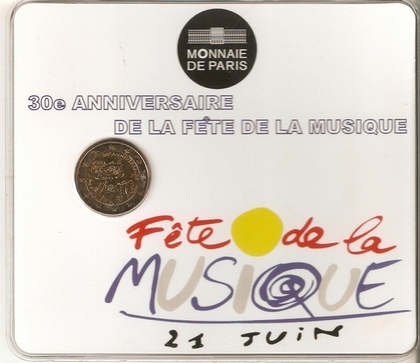 MONNAIE
DE PARIS
30e ANNIVERSAIRE
DE LA FÊTE DE LA MUSIQUE
Fête de la
MUSIQUE
21 JUIN